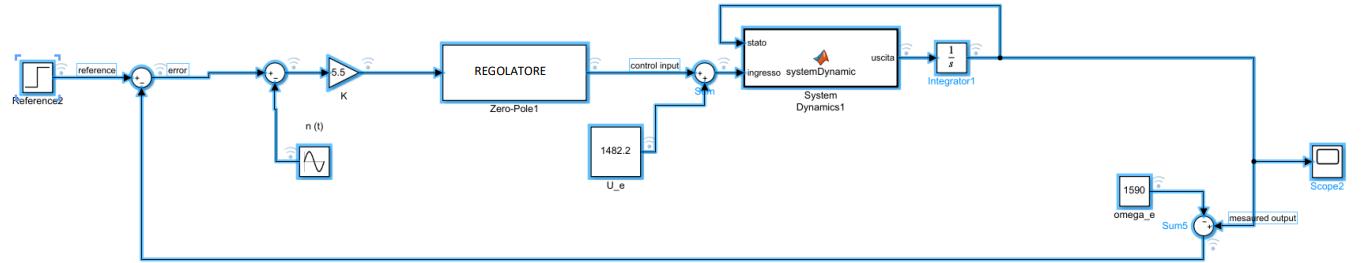 stato
reference
error
REGOLATORE
control input
ingresso
systemDynamic
uscita
1
s
5.5
Integrator1
Reference2
K
Zero-Pole1
Sum
System
Dynamics1
n (t)
1482.2
U_e
1590
omega_e
Scope2
Sum5
mesaured output